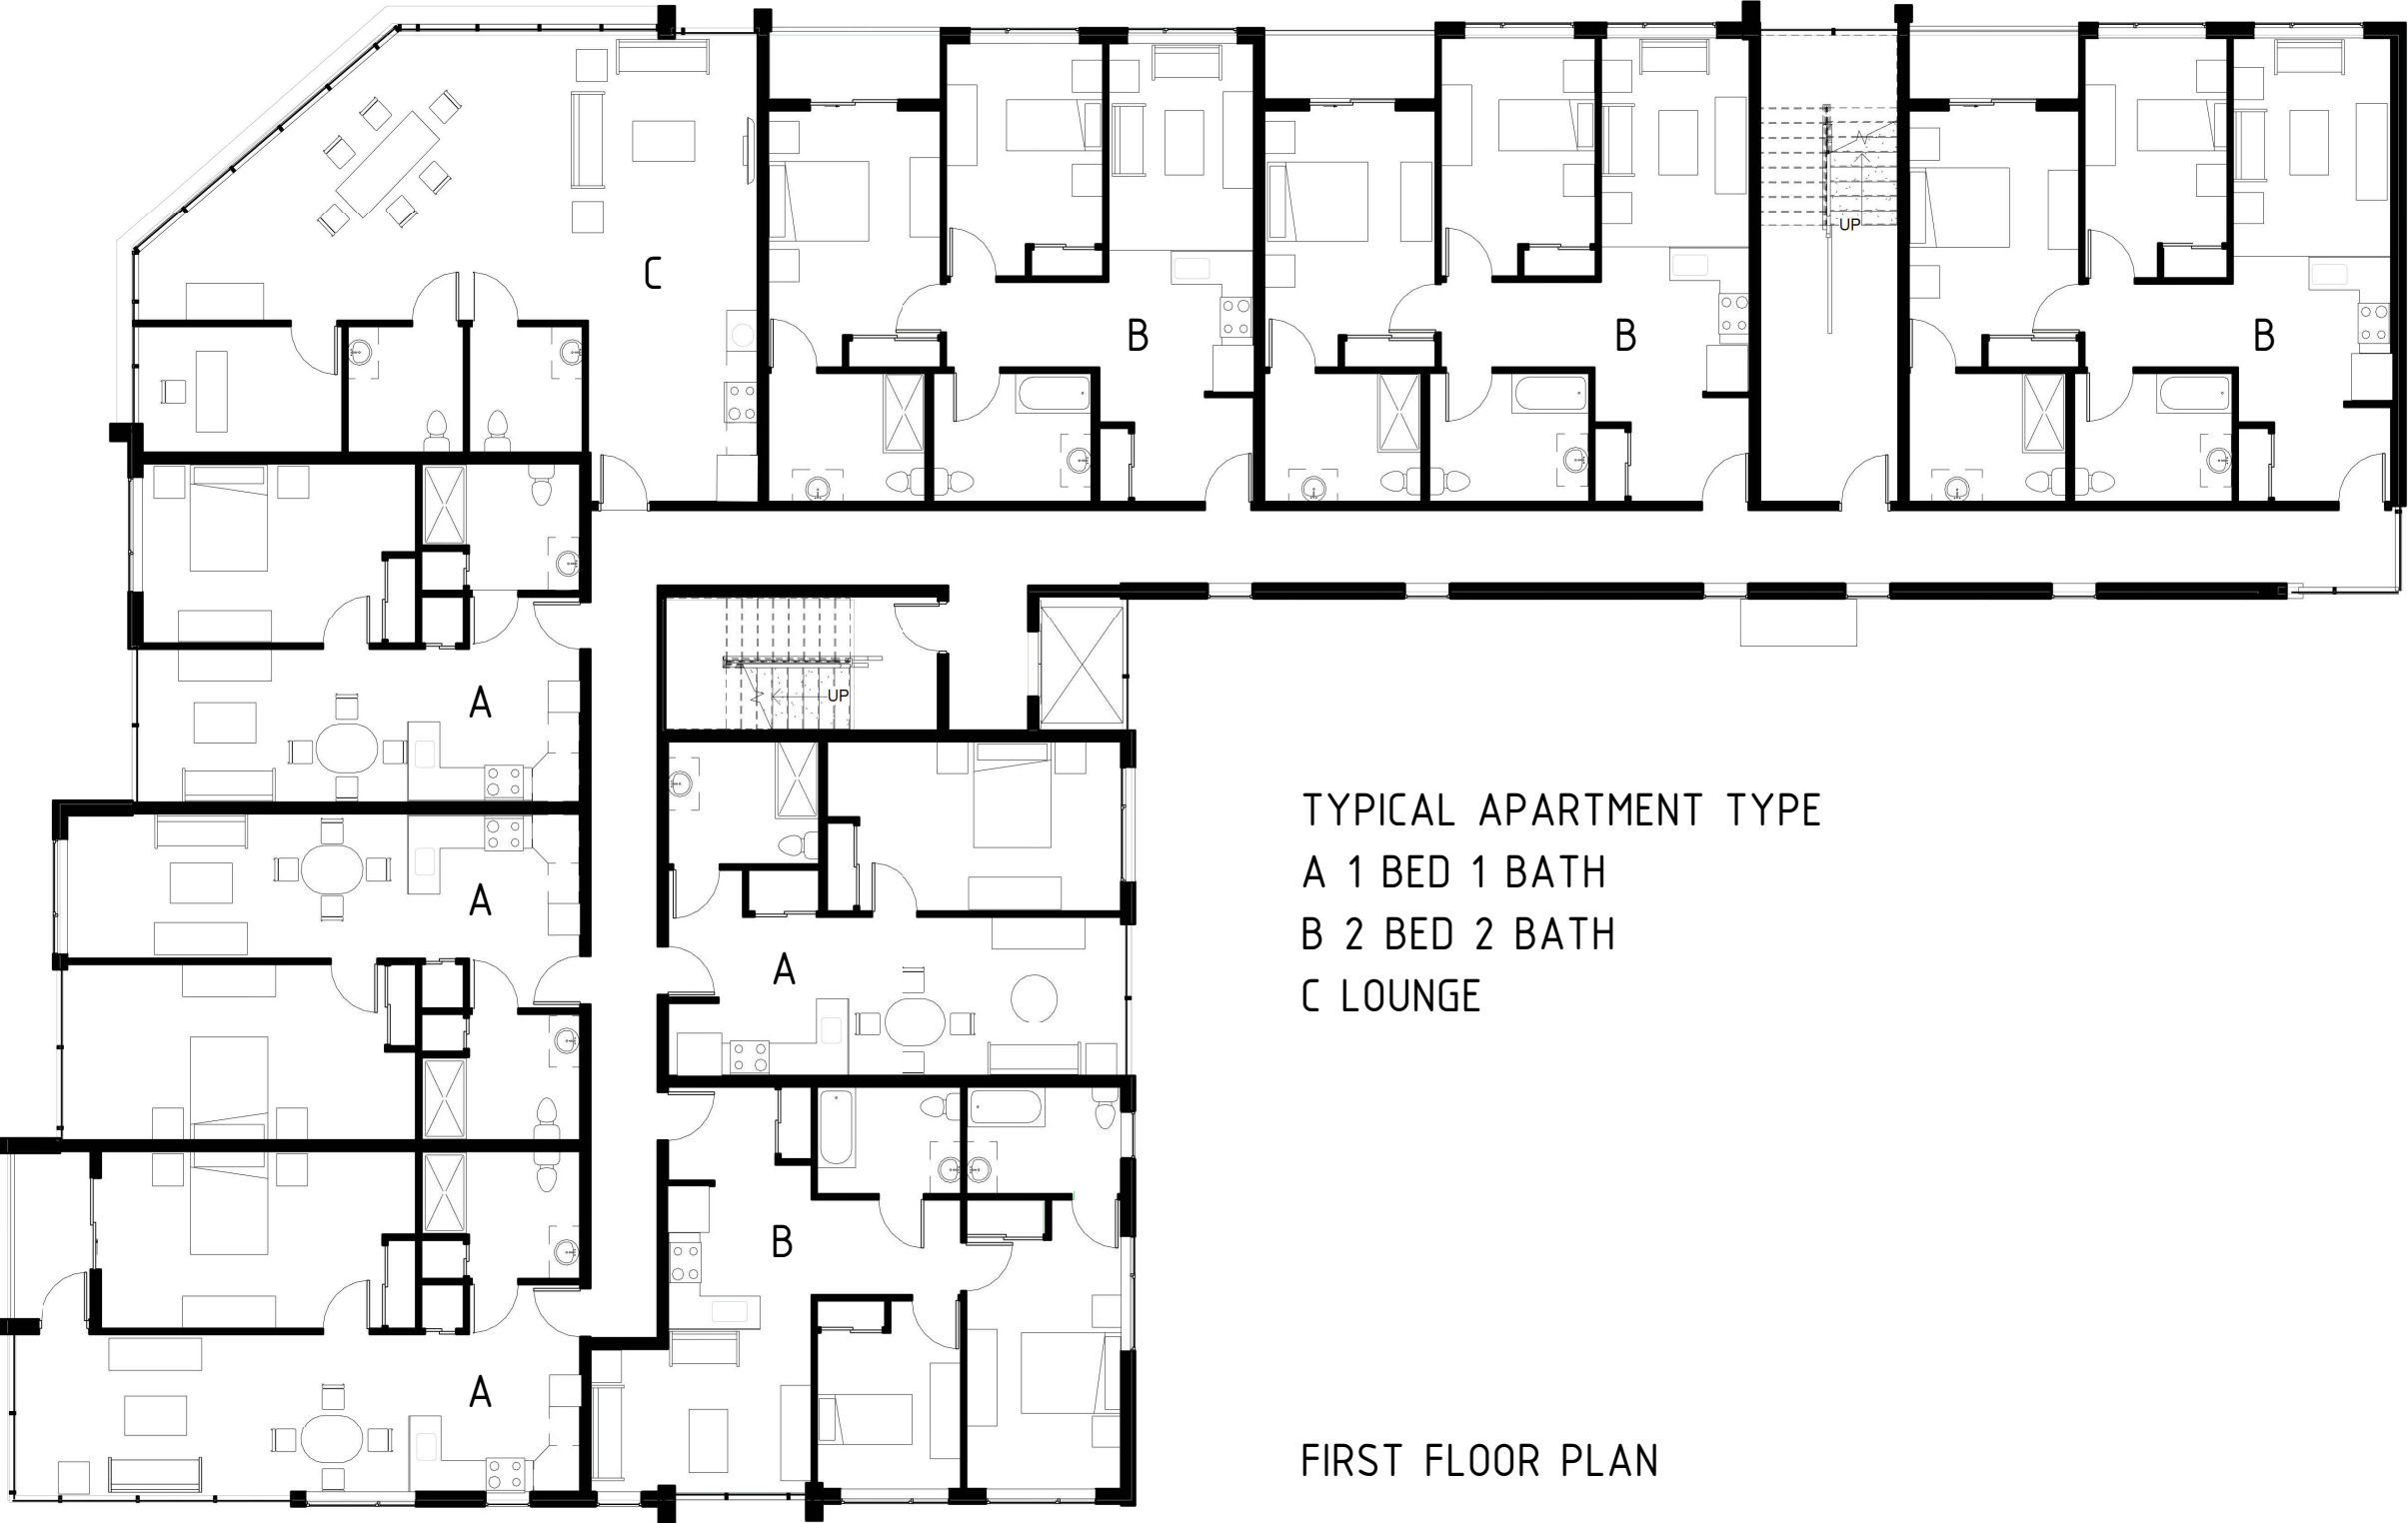 C
B
B
B
UP
A
UP
A
A
B
A
TYPICAL APARTMENT TYPE
A 1 BED 1 BATH
B 2 BED 2 BATH
C LOUNGE
FIRST FLOOR PLAN